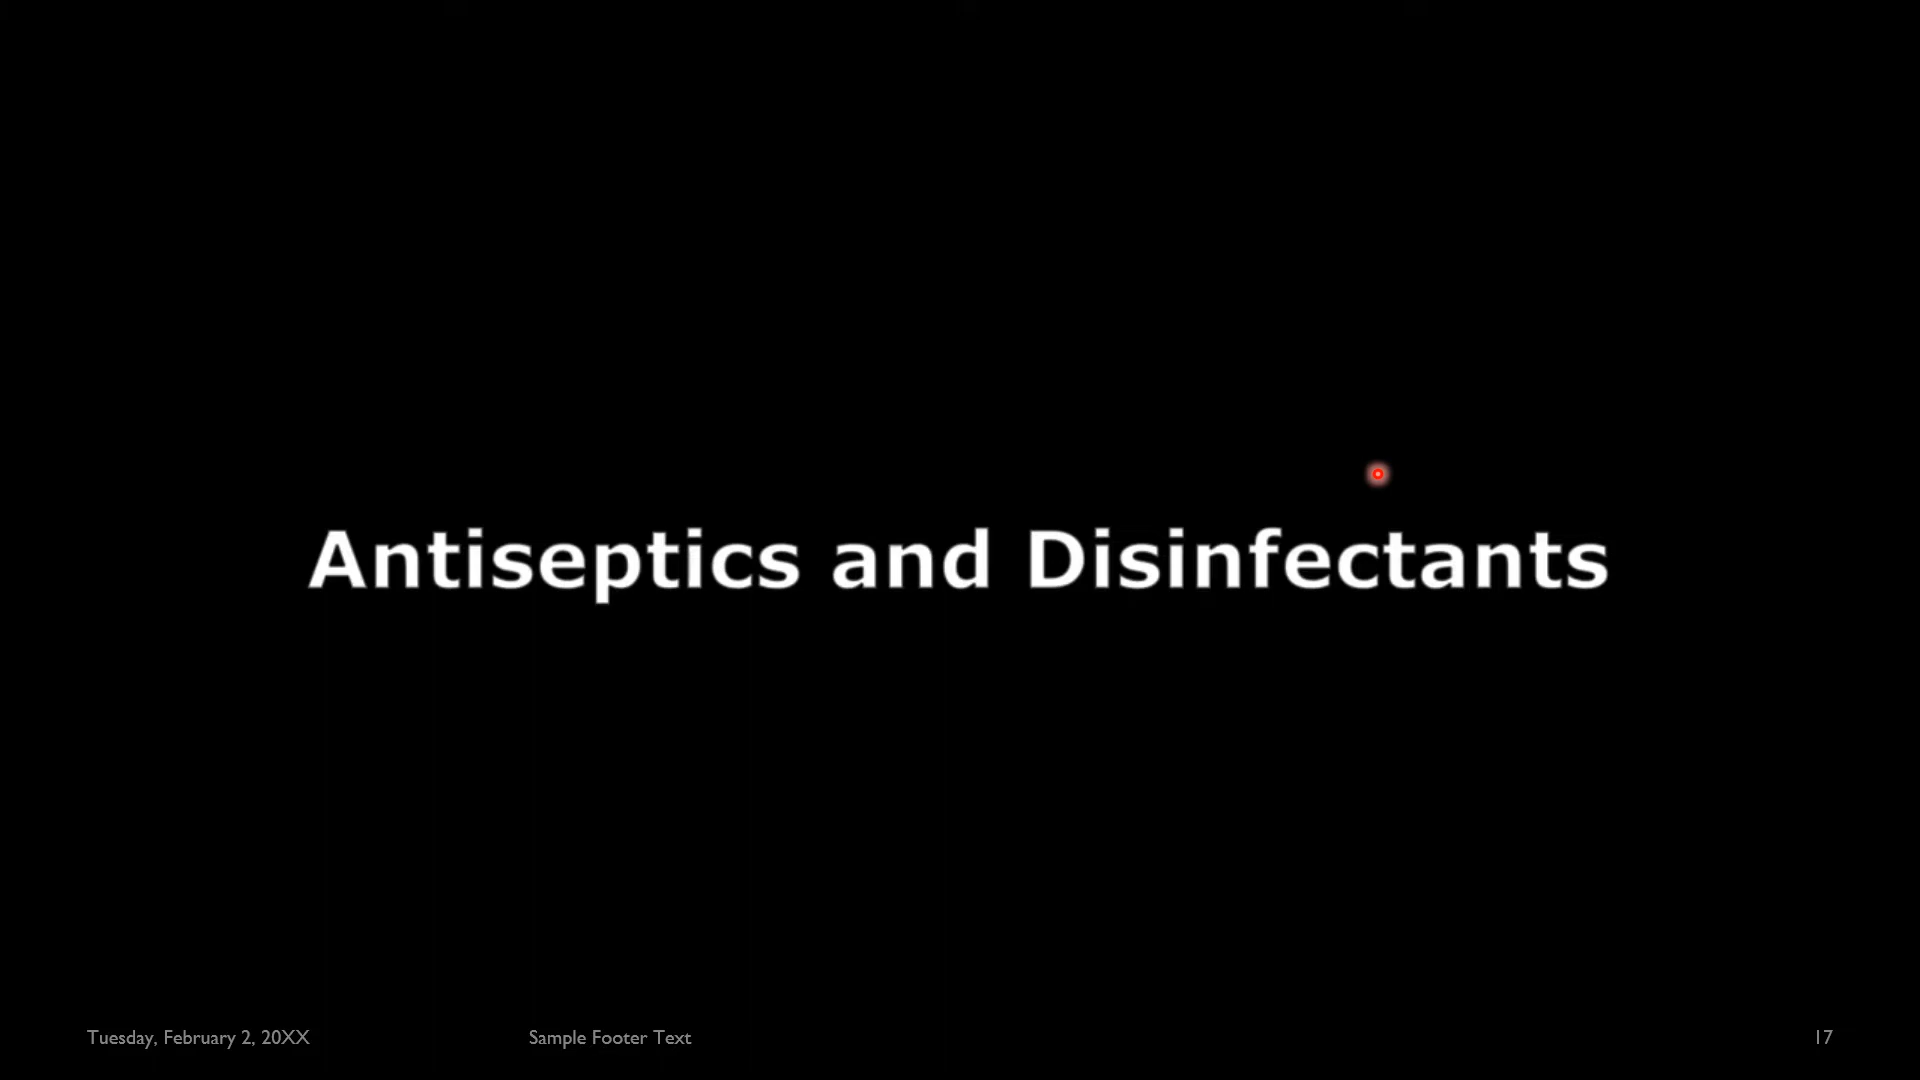 Antiseptics and Disinfectants
Tuesday, February 2, 20XX
Sample Footer Text
17